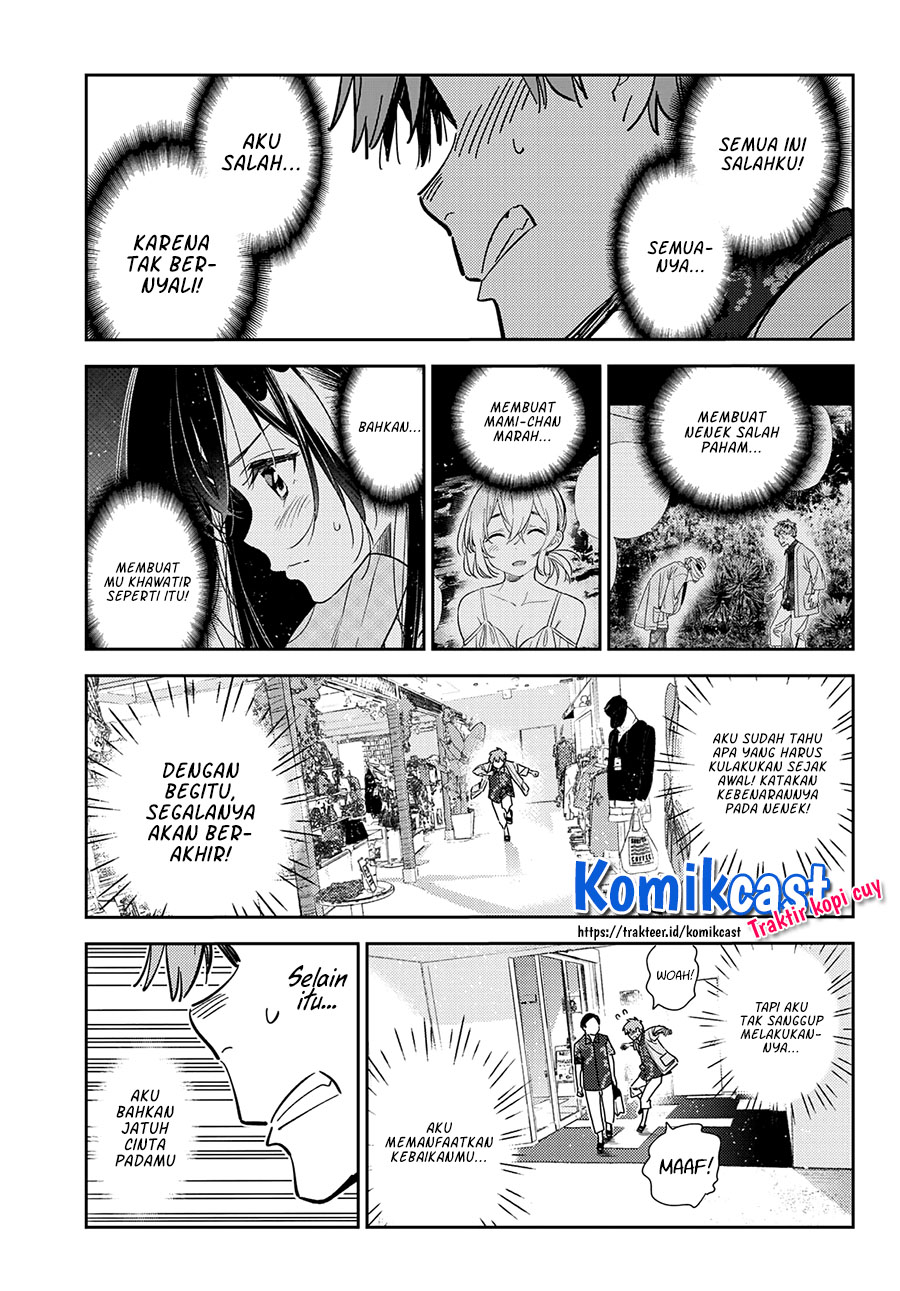 SEMUA INI
SALAHKU!
SEMUA-
NYA...
AKU
SALAH...
KARENA
TAK BER-
NYALI!
MEMBUAT
NENEK SALAH
PAHAM...
MEMBUAT
MAMI-CHAN
MARAH...
BAHKAN...
MEMBUAT
MU KHAWATIR
SEPERTI ITU!
AKU SUDAH TAHU
APA YANG HARUS
KULAKUKAN SEJAK
AWAL! KATAKAN
KEBENARANNYA
PADA NENEK!
DENGAN
BEGITU,
SEGALANYA
AKAN BER-
AKHIR!
COFFEE
Komikcast
Traktir kopi cuy
https://trakteer.id/komikcast
TAPI AKU
TAK SANGGUP
MELAKUKAN-
NYA...
WOAH!
MAAF!
AKU
MEMANFAATKAN
KEBAIKANMU...
Selain
itu...
AKU
BAHKAN
JATUH
CINTA
PADAMU